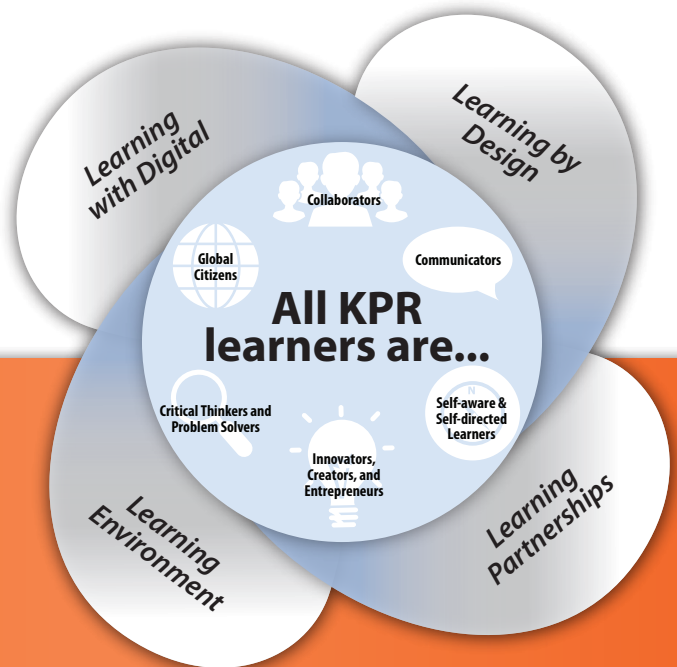 Learning
with Digital
Learning by
Design
Collaborators
Global
Citizens
Communicators
All KPR
learners are...
Critical Thinkers and
Problem Solvers
N
Self-aware &
Self-directed
Learners
Innovators,
Creators, and
Entrepreneurs
Learning
Environment
Learning
Partnerships